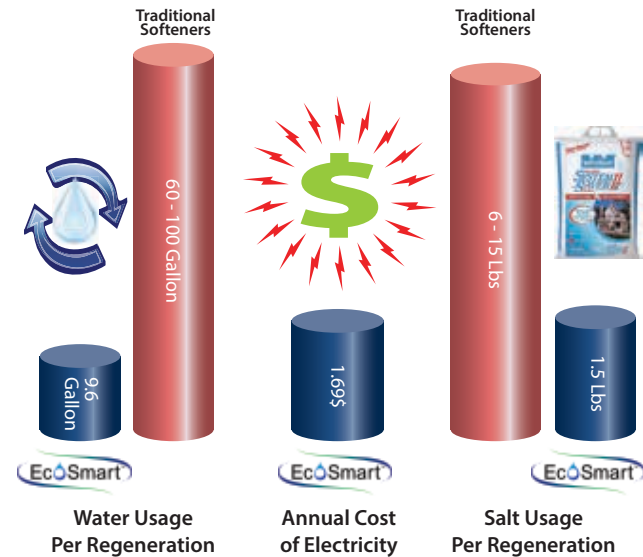 Traditional
Softeners
Traditional
Softeners
60 - 100 Gallon
6 - 15 Lbs
9.6
Gallon
1.69$
1.5 Lbs
EcoSmart
EcoSmart
Water Usage
Per Regeneration
Annual Cost
of Electricity
Salt Usage
Per Regeneration